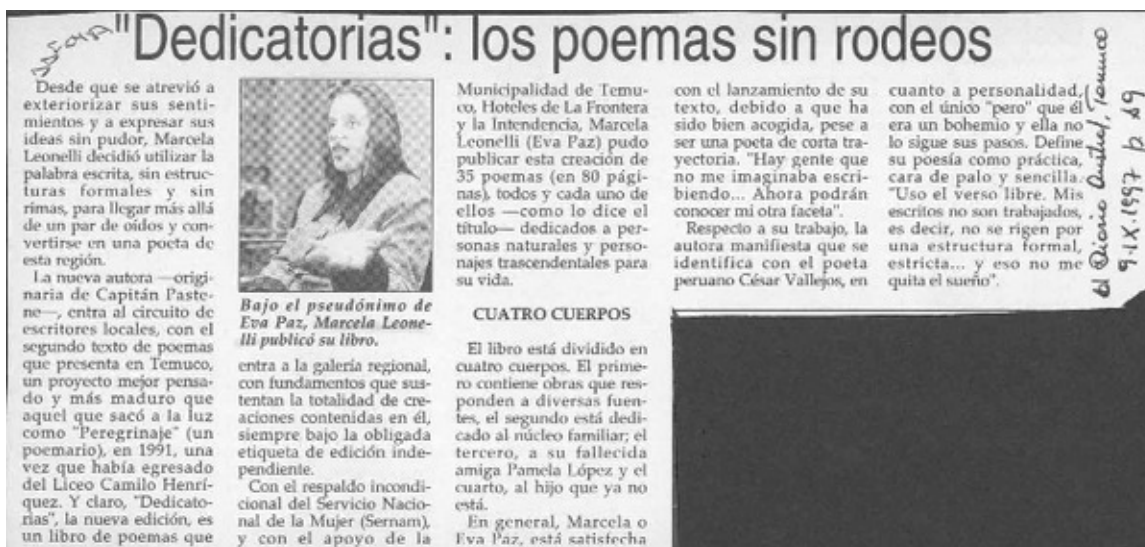 "Dedicatorias": los poemas sin rodeos
Desde que se atrevió a
exteriorizar sus senti-
mientos y a expresar sus
ideas sin pudor, Marcela
Leonelli decidió utilizar la
palabra escrita, sin estruc-
turas formales y sin
rimas, para llegar más allá
de un par de oídos y con-
vertirse en una poeta de
esta región.
La nueva autora —origi-
naria de Capitán Paste-
ne—, entra al circuito de
escritores locales, con el
segundo texto de poemas
que presenta en Temuco,
un proyecto mejor pensa-
do y más maduro que
aquel que sacó a la luz
como "Peregrinaje" (un
poemario), en 1991, una
vez que había egresado
del Liceo Camilo Henrí-
quez. Y claro, "Dedicato-
rias", la nueva edición, es
un libro de poemas que
Bajo el pseudónimo de
Eva Paz, Marcela Leone-
lli publicó su libro.
entra a la galería regional,
con fundamentos que sus-
tentan la totalidad de cre-
aciones contenidas en él,
siempre bajo la obligada
etiqueta de edición inde-
pendiente.
Con el respaldo incondi-
cional del Servicio Nacio-
nal de la Mujer (Sernam),
y con el apoyo de la
Municipalidad de Temu-
co, Hoteles de La Frontera
y la Intendencia, Marcela
Leonelli (Eva Paz) pudo
publicar esta creación de
35 poemas (en 80 pági-
nas), todos y cada uno de
ellos —como lo dice el
título— dedicados a per-
sonas naturales y perso-
najes trascendentales para
su vida.
CUATRO CUERPOS
El libro está dividido en
cuatro cuerpos. El prime-
ro contiene obras que res-
ponden a diversas fuen-
tes, el segundo está dedi-
cado al núcleo familiar; el
tercero, a su fallecida
amiga Pamela López y el
cuarto, al hijo que ya no
está.
En general, Marcela o
Eva Paz, está satisfecha
con el lanzamiento de su
texto, debido a que ha
sido bien acogida, pese a
ser una poeta de corta tra-
yectoria. "Hay gente que
no me imaginaba escri-
biendo... Ahora podrán
conocer mi otra faceta".
Respecto a su trabajo, la
autora manifiesta que se
identifica con el poeta
peruano César Vallejos, en
cuanto a personalidad,
con el único "pero" que él
era un bohemio y ella no
lo sigue sus pasos. Define
su poesía como práctica,
cara de palo y sencilla.
"Uso el verso libre. Mis
escritos no son trabajados,
es decir, no se rigen por
una estructura formal,
estricta... y eso no me
quita el sueño".
El Diario Austral, Temuco
9.IX.1997 p. A9